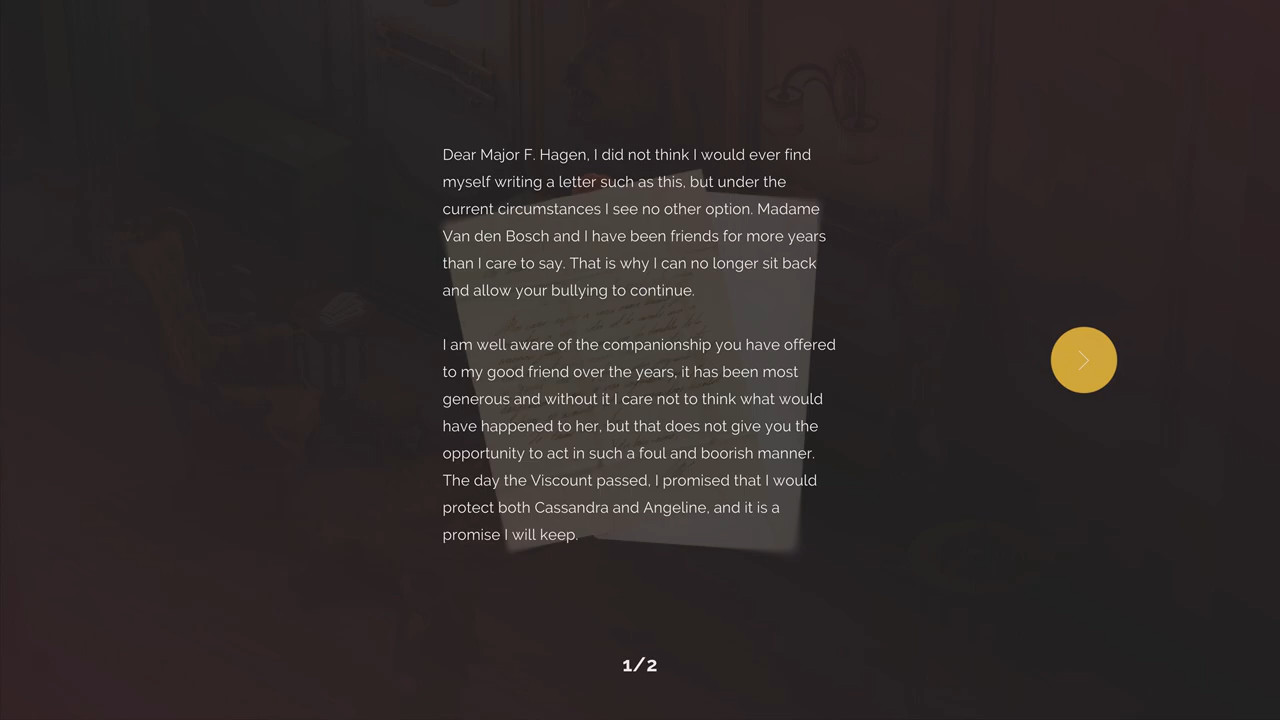 Dear Major F. Hagen, I did not think I would ever find
myself writing a letter such as this, but under the
current circumstances I see no other option. Madame
Van den Bosch and I have been friends for more years
than I care to say. That is why I can no longer sit back
and allow your bullying to continue.
I am well aware of the companionship you have offered
to my good friend over the years, it has been most
generous and without it I care not to think what would
have happened to her, but that does not give you the
opportunity to act in such a foul and boorish manner.
The day the Viscount passed, I promised that I would
protect both Cassandra and Angeline, and it is a
promise I will keep.
1/2